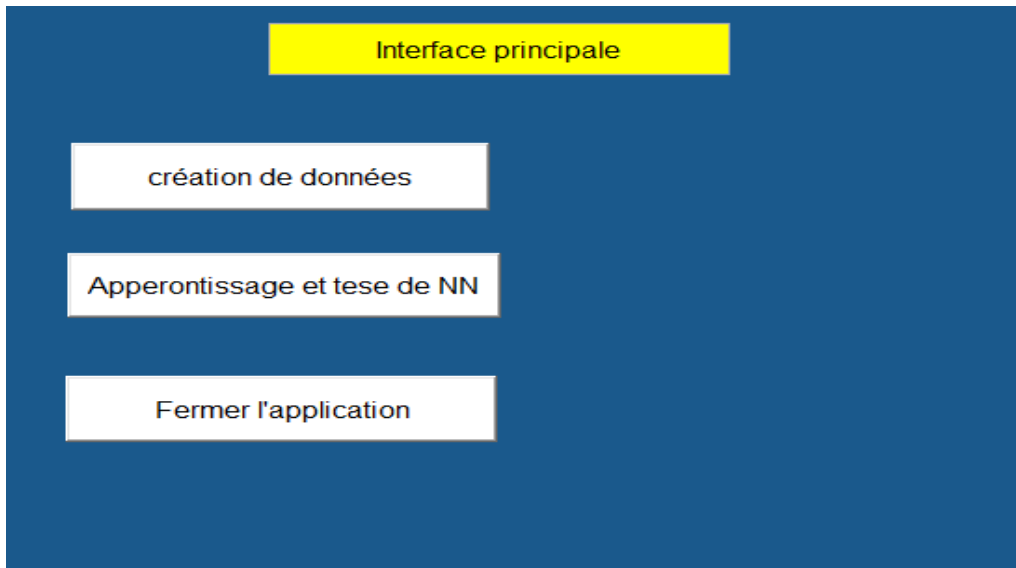 Interface principale
création de données
Apperontissage et tese de NN
Fermer l'application